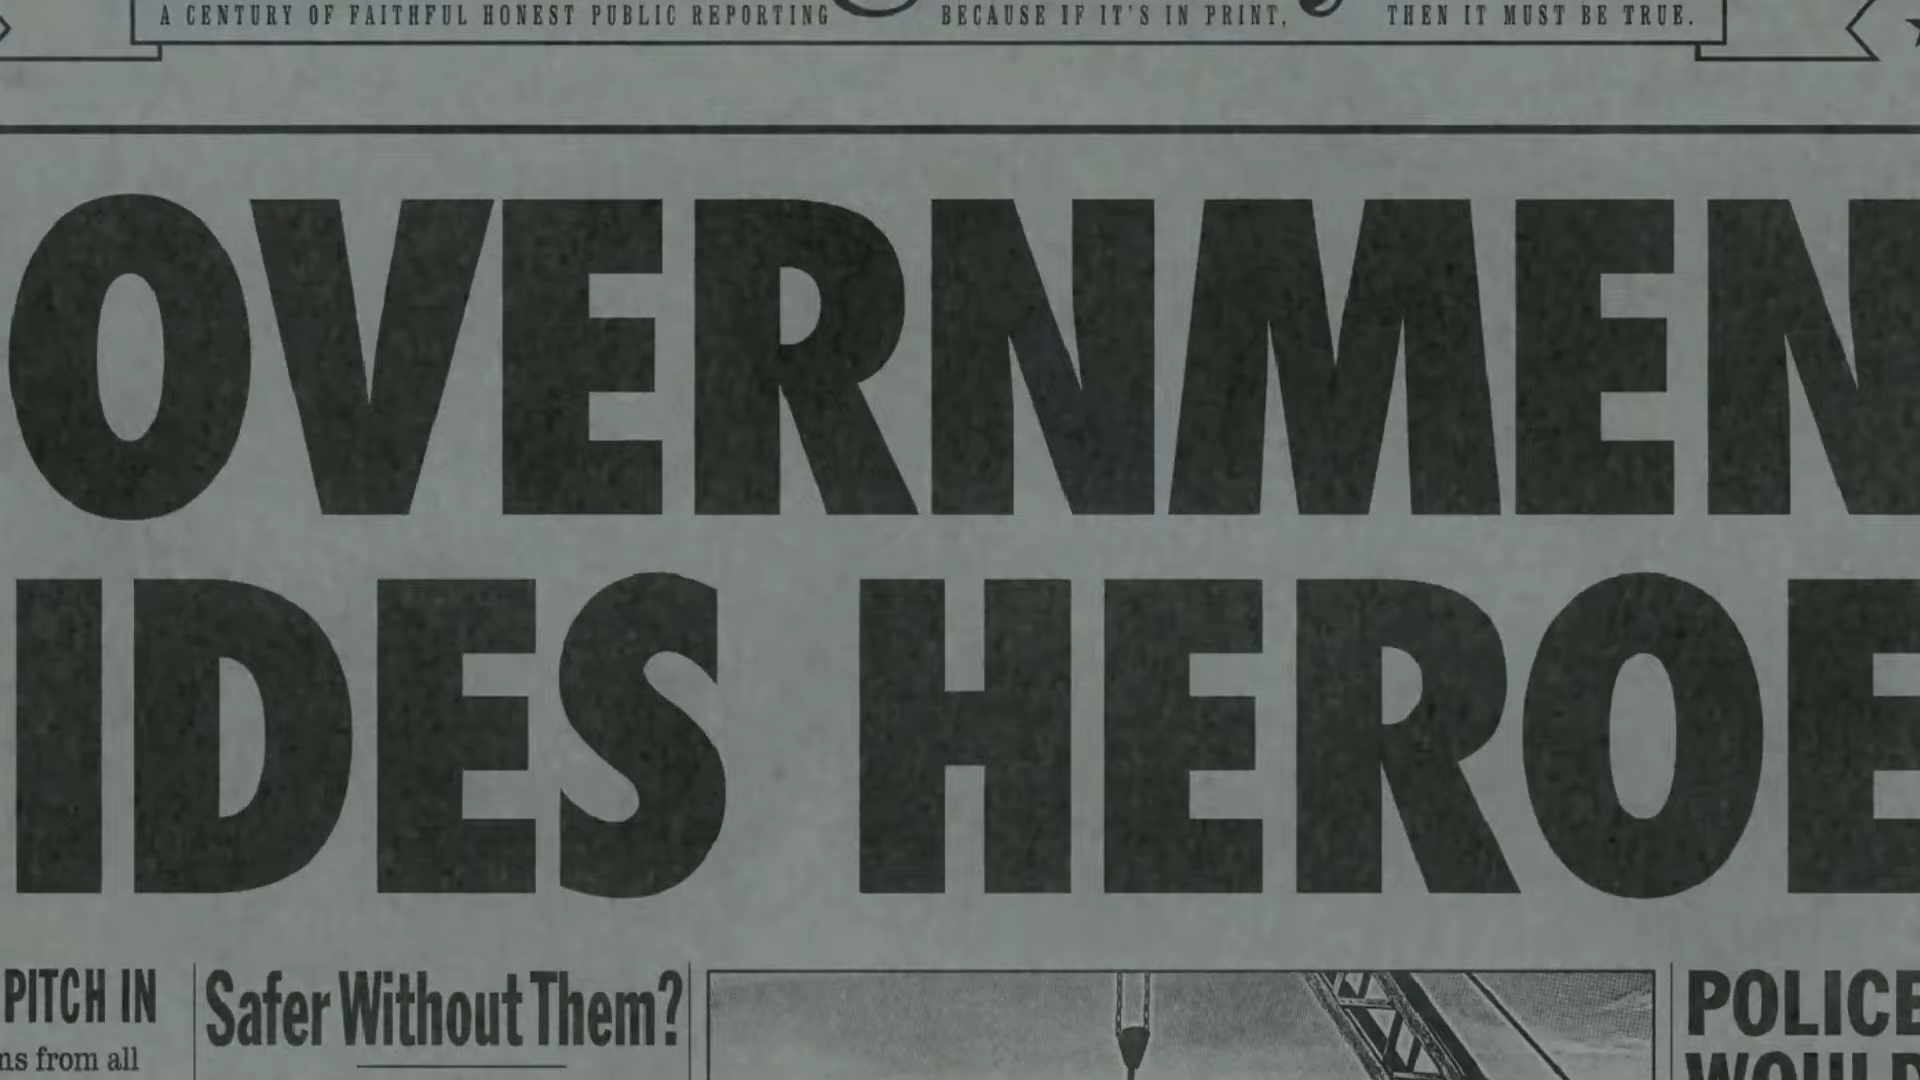 A CENTURY OF FAITHFUL HONEST PUBLIC REPORTING BECAUSE IF IT'S IN PRINT, THEN IT MUST BE TRUE.
OVERNMEN
IDES HEROE
PITCH IN
ns from all
Safer Without Them?
POLICE
WOULD